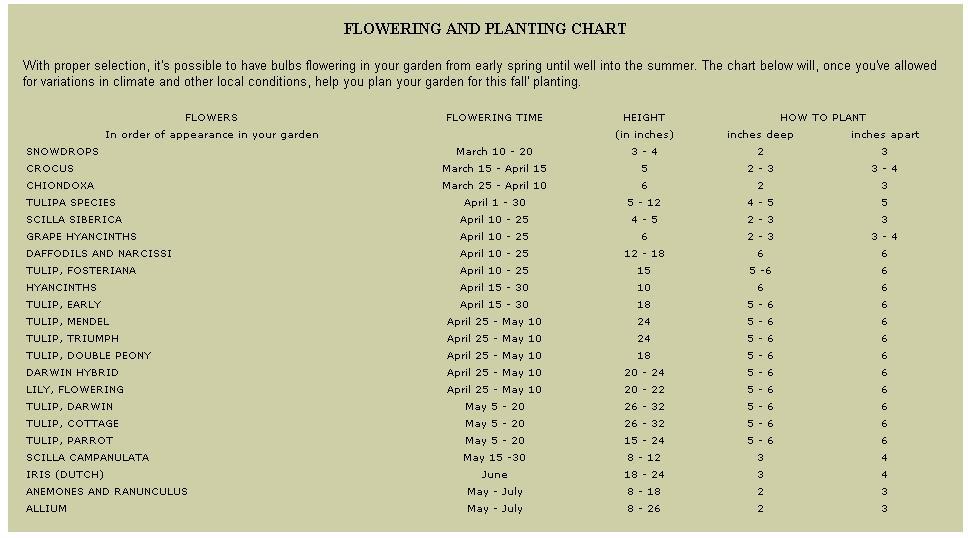 FLOWERING AND PLANTING CHART
With proper selection, it's possible to have bulbs flowering in your garden from early spring until well into the summer. The chart below will, once you've allowed
for variations in climate and other local conditions, help you plan your garden for this fall' planting.
FLOWERS FLOWERING TIME HEIGHT HOW TO PLANT
In order of appearance in your garden (in inches) inches deep inches apart
SNOWDROPS March 10 - 20 3 - 4 2 3
CROCUS March 15 - April 15 5 2 - 3 3 - 4
CHIONDOXA March 25 - April 10 6 2 3
TULIPA SPECIES April 1 - 30 5 - 12 4 - 5 5
SCILLA SIBERICA April 10 - 25 4 - 5 2 - 3 3
GRAPE HYANCINTHS April 10 - 25 6 2 - 3 3 - 4
DAFFODILS AND NARCISSI April 10 - 25 12 - 18 6 6
TULIP, FOSTERIANA April 10 - 25 15 5 -6 6
HYANCINTHS April 15 - 30 10 6 6
TULIP, EARLY April 15 - 30 18 5 - 6 6
TULIP, MENDEL April 25 - May 10 24 5 - 6 6
TULIP, TRIUMPH April 25 - May 10 24 5 - 6 6
TULIP, DOUBLE PEONY April 25 - May 10 18 5 - 6 6
DARWIN HYBRID April 25 - May 10 20 - 24 5 - 6 6
LILY, FLOWERING April 25 - May 10 20 - 22 5 - 6 6
TULIP, DARWIN May 5 - 20 26 - 32 5 - 6 6
TULIP, COTTAGE May 5 - 20 26 - 32 5 - 6 6
TULIP, PARROT May 5 - 20 15 - 24 5 - 6 6
SCILLA CAMPANULATA May 15 -30 8 - 12 3 4
IRIS (DUTCH) June 18 - 24 3 4
ANEMONES AND RANUNCULUS May - July 8 - 18 2 3
ALLIUM May - July 8 - 26 2 3